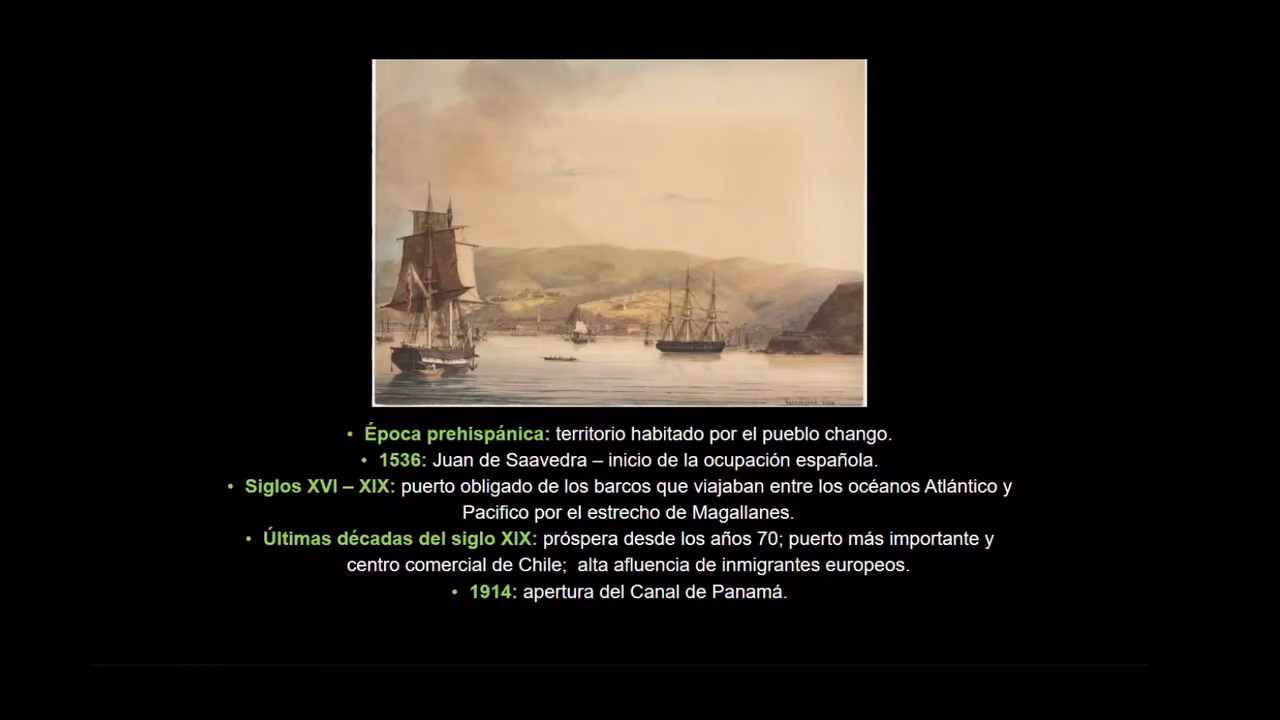 • Época prehispánica: territorio habitado por el pueblo chango.
• 1536: Juan de Saavedra – inicio de la ocupación española.
• Siglos XVI – XIX: puerto obligado de los barcos que viajaban entre los océanos Atlántico y
Pacifico por el estrecho de Magallanes.
• Últimas décadas del siglo XIX: próspera desde los años 70; puerto más importante y
centro comercial de Chile; alta afluencia de inmigrantes europeos.
• 1914: apertura del Canal de Panamá.